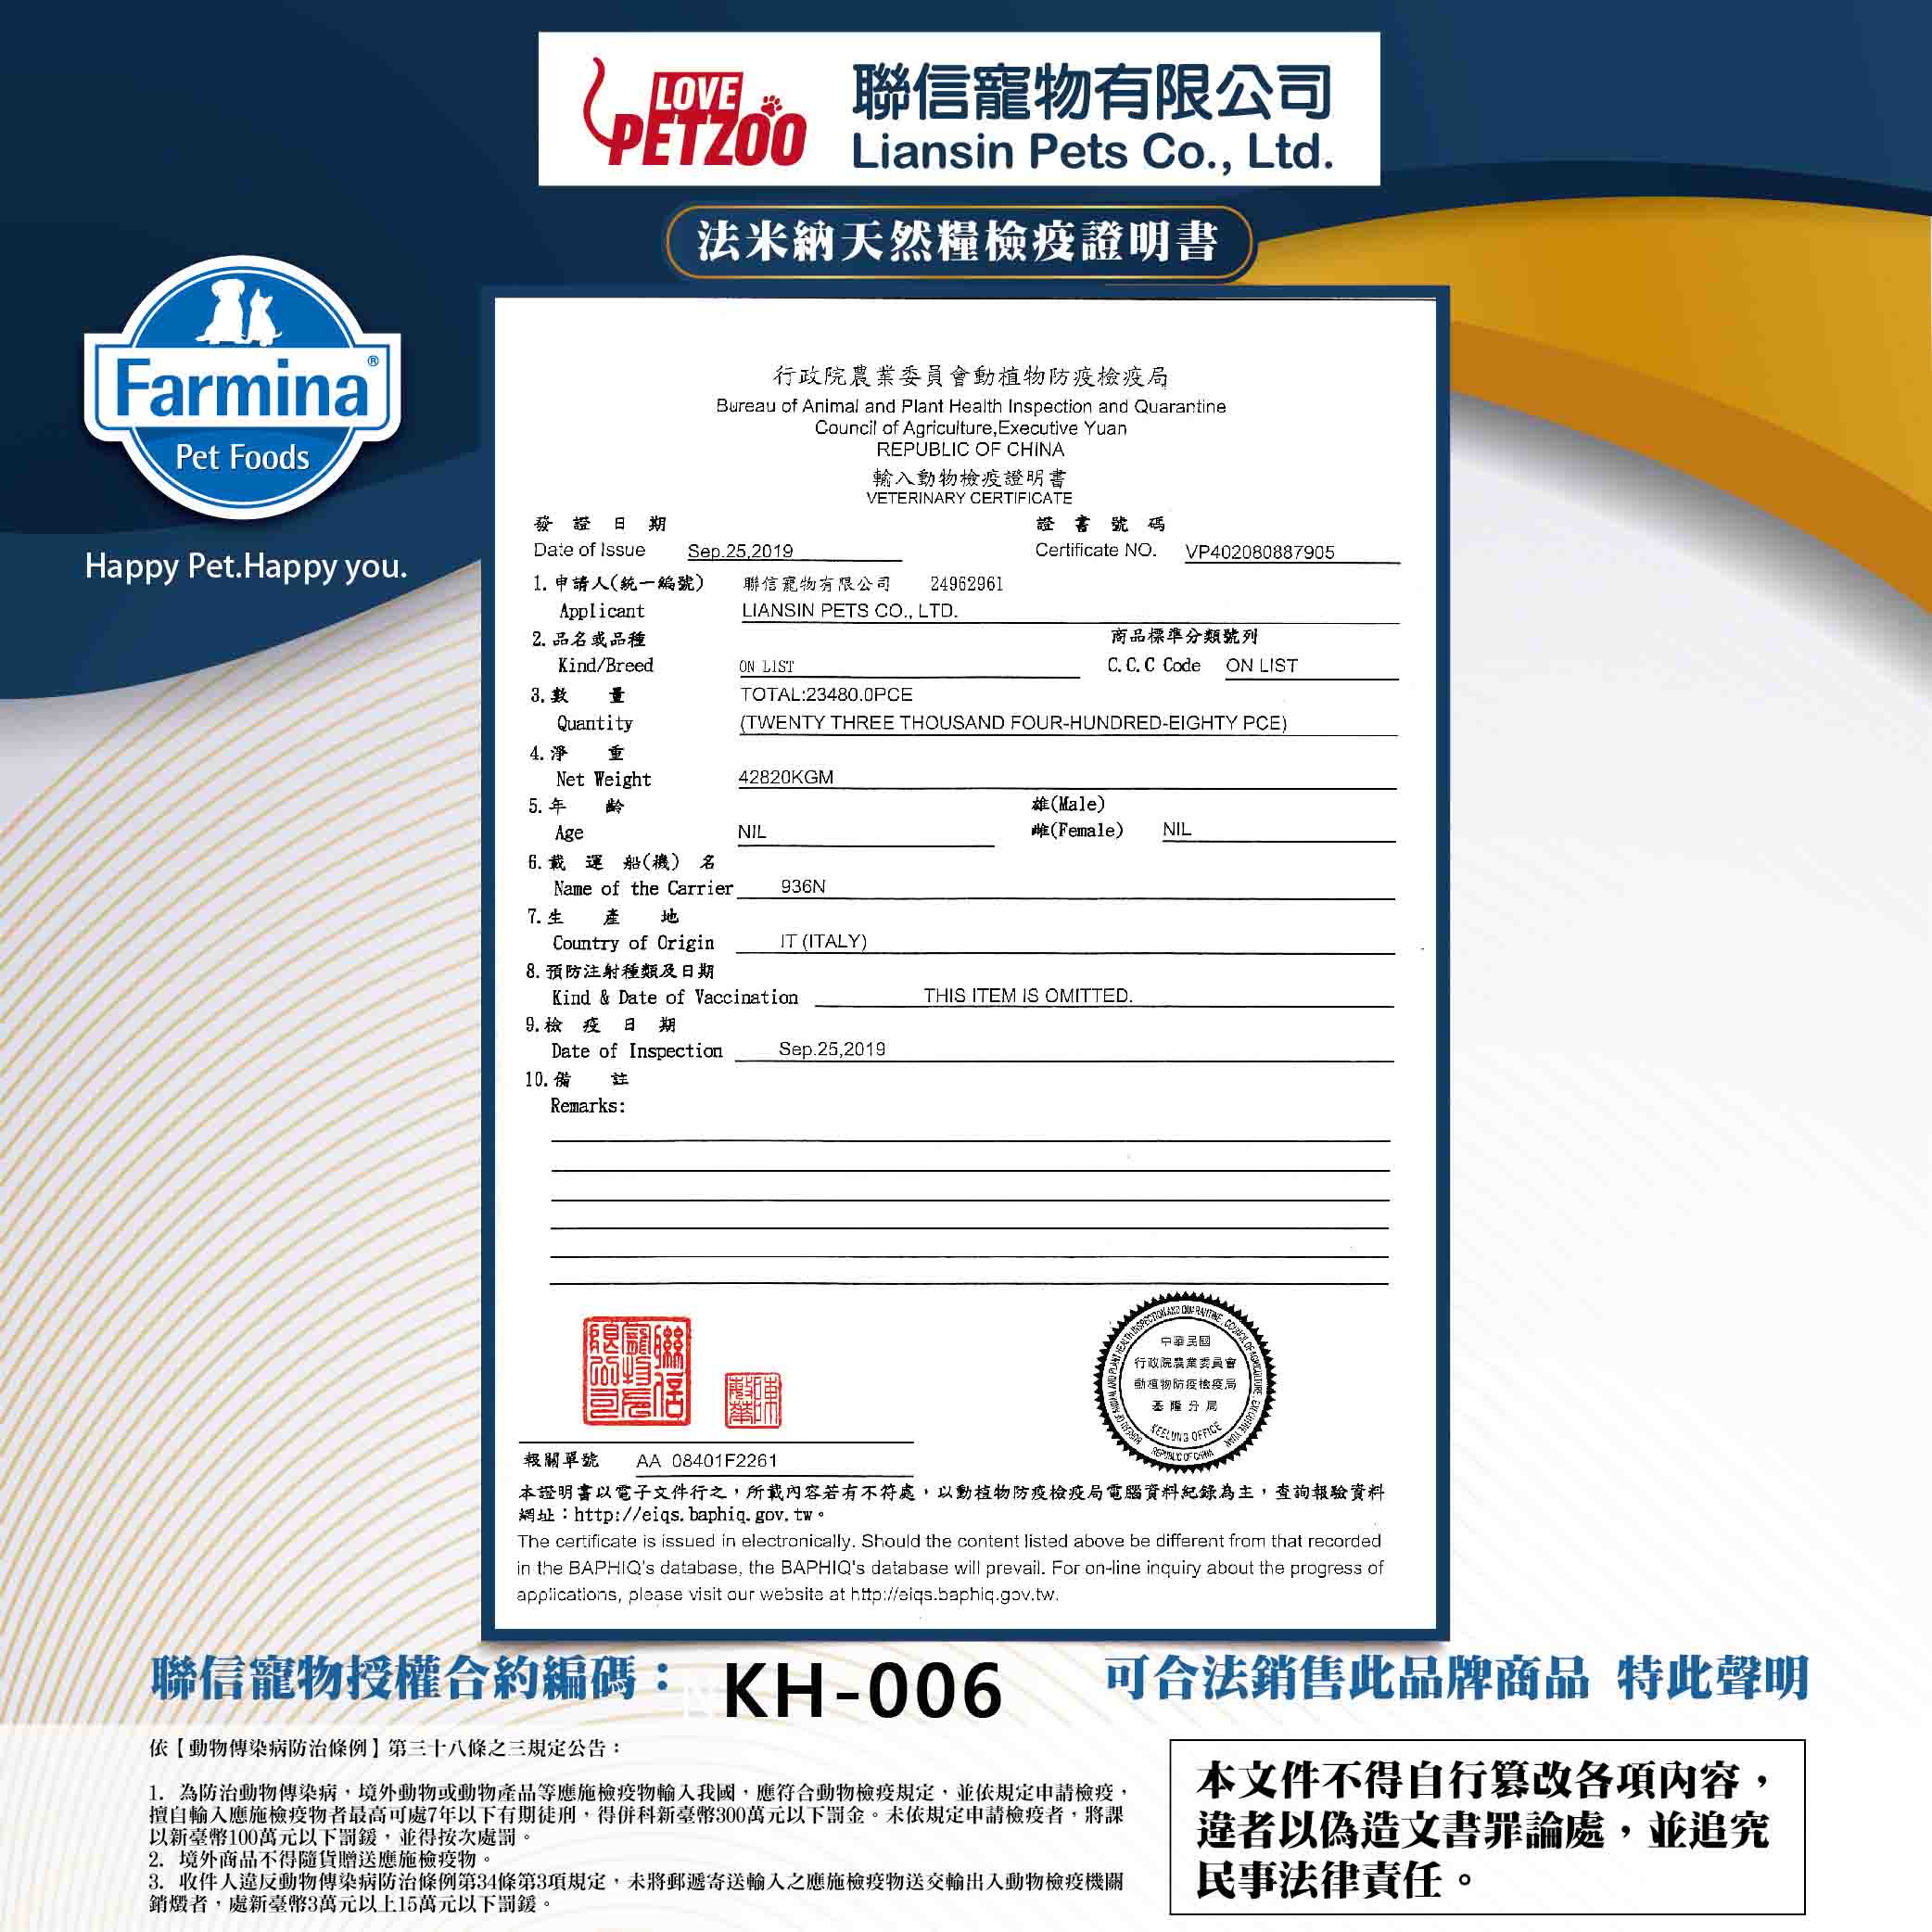 LOVE
PETZOO
聯信寵物有限公司
Liansin Pets Co., Ltd.
法米納天然糧檢疫證明書
Farmina®
Pet Foods
Happy Pet.Happy you.
行政院農業委員會動植物防疫檢疫局
Bureau of Animal and Plant Health Inspection and Quarantine
Council of Agriculture,Executive Yuan
REPUBLIC OF CHINA
輸入動物檢疫證明書
VETERINARY CERTIFICATE
發證日期 證書號碼
Date of Issue Sep.25,2019 Certificate NO. VP402080887905
1.申請人(統一編號) 聯信寵物有限公司 24962961
Applicant LIANSIN PETS CO., LTD.
2.品名或品種 商品標準分類號列
Kind/Breed ON LIST C.C.C Code ON LIST
3.數量 TOTAL:23480.0PCE
Quantity (TWENTY THREE THOUSAND FOUR-HUNDRED-EIGHTY PCE)
4.淨重
Net Weight 42820KGM
5.年齡 雄(Male)
Age NIL 雌(Female) NIL
6.載運船(機)名
Name of the Carrier 936N
7.生產地
Country of Origin IT (ITALY)
8.預防注射種類及日期
Kind & Date of Vaccination THIS ITEM IS OMITTED.
9.檢疫日期
Date of Inspection Sep.25,2019
10.備註
Remarks:
聯信寵物有限公司
BUREAU OF ANIMAL AND PLANT HEALTH INSPECTION AND QUARANTINE, COUNCIL OF AGRICULTURE, EXECUTIVE YUAN
中華民國
行政院農業委員會
動植物防疫檢疫局
基隆分局
KEELUNG OFFICE
REPUBLIC OF CHINA
報關單號 AA 08401F2261
本證明書以電子文件行之，所載內容若有不符處，以動植物防疫檢疫局電腦資料紀錄為主，查詢報驗資料
網址：http://eiqs.baphiq.gov.tw。
The certificate is issued in electronically. Should the content listed above be different from that recorded
in the BAPHIQ's database, the BAPHIQ's database will prevail. For on-line inquiry about the progress of
applications, please visit our website at http://eiqs.baphiq.gov.tw.
聯信寵物授權合約編碼： KH-006 可合法銷售此品牌商品 特此聲明
依【動物傳染病防治條例】第三十八條之三規定公告：
1. 為防治動物傳染病，境外動物或動物產品等應施檢疫物輸入我國，應符合動物檢疫規定，並依規定申請檢疫，
擅自輸入應施檢疫物者最高可處7年以下有期徒刑，得併科新臺幣300萬元以下罰金。未依規定申請檢疫者，將課
以新臺幣100萬元以下罰鍰，並得按次處罰。
2. 境外商品不得隨貨贈送應施檢疫物。
3. 收件人違反動物傳染病防治條例第34條第3項規定，未將郵遞寄送輸入之應施檢疫物送交輸出入動物檢疫機關
銷燬者，處新臺幣3萬元以上15萬元以下罰鍰。
本文件不得自行篡改各項內容，
違者以偽造文書罪論處，並追究
民事法律責任。